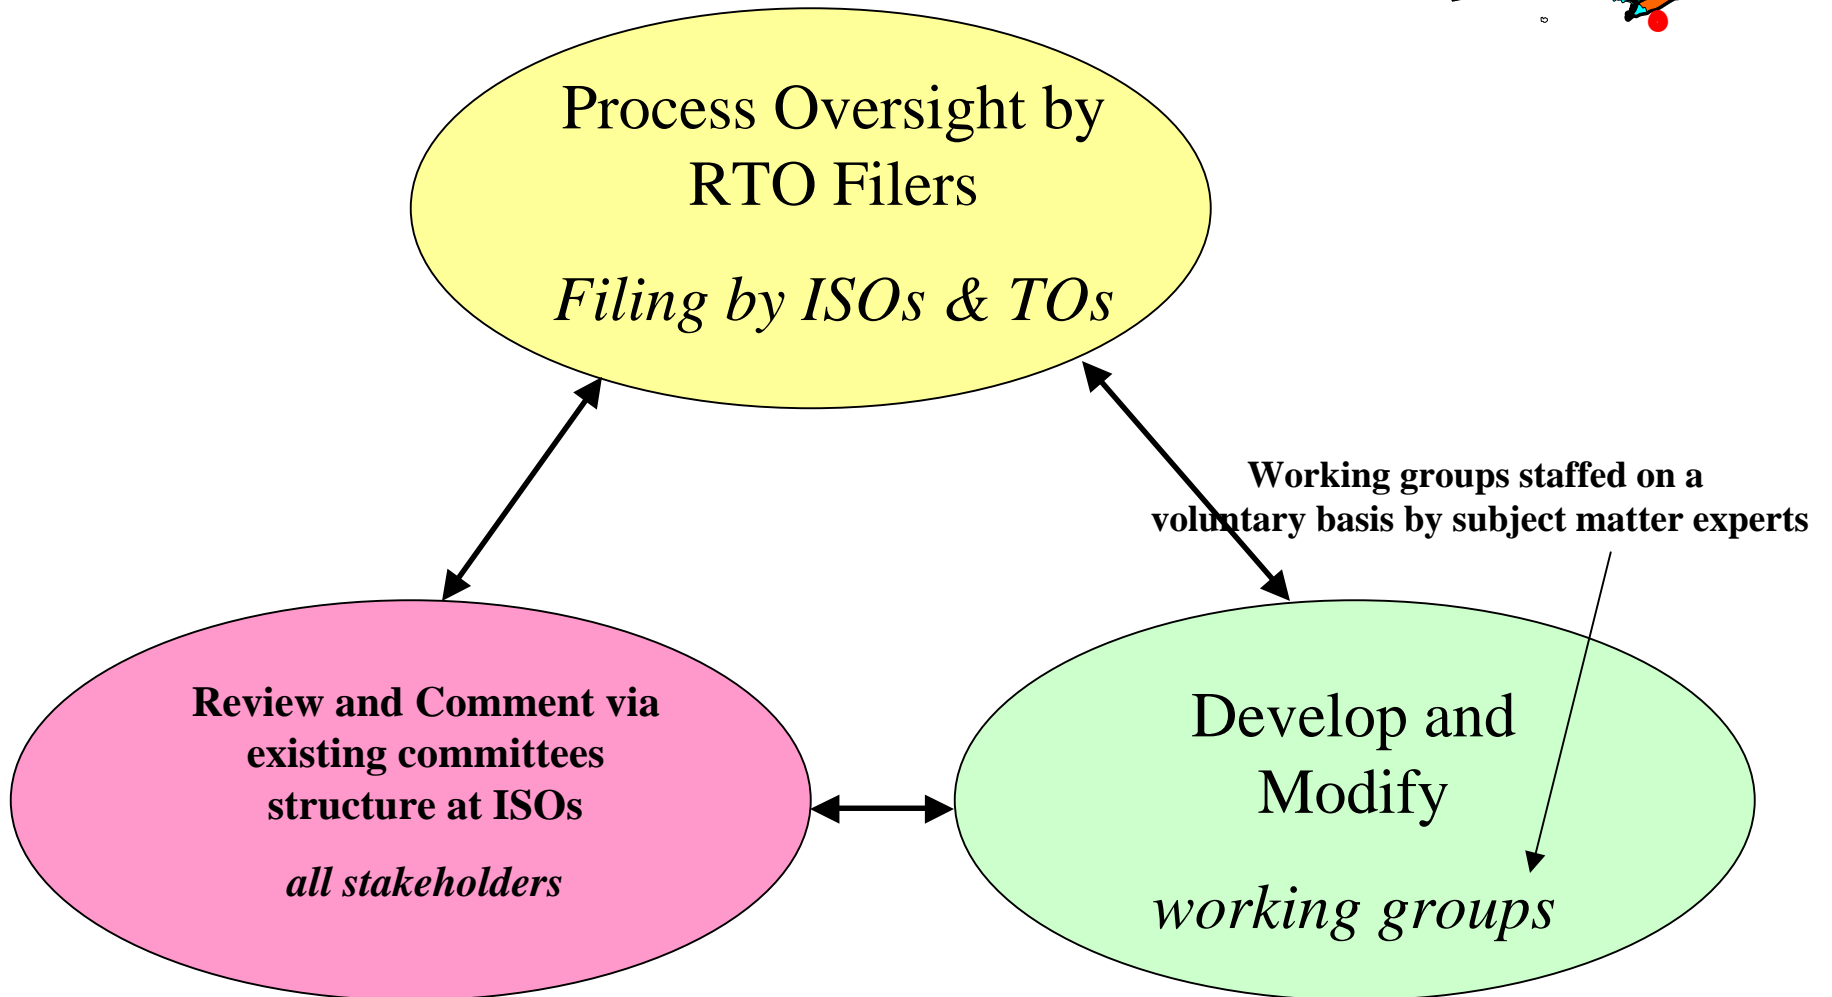 Process Oversight by
RTO Filers
Filing by ISOs & TOs
Working groups staffed on a
voluntary basis by subject matter experts
Review and Comment via
existing committees
structure at ISOs
all stakeholders
Develop and
Modify
working groups